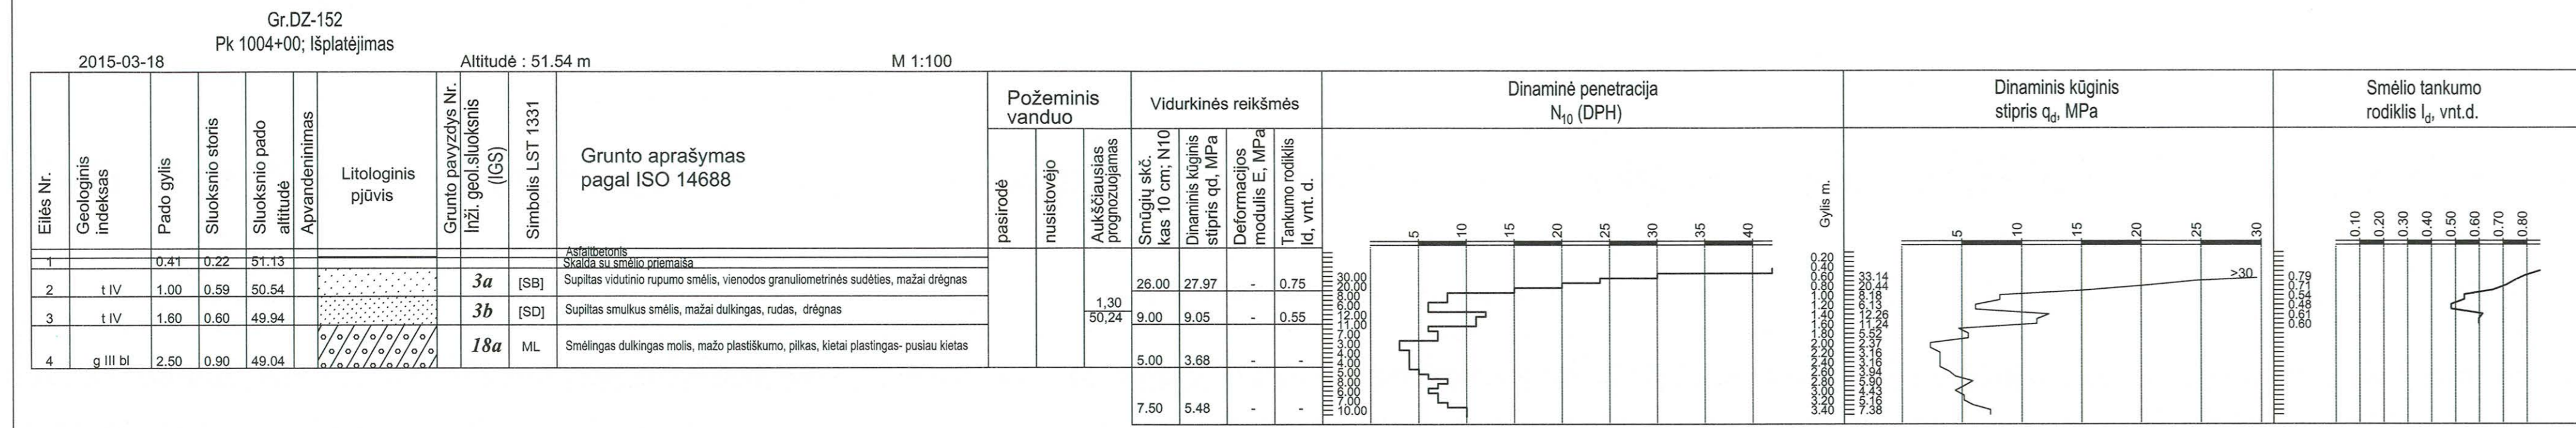 Gr.DZ-152
Pk 1004+00; Išplatėjimas
2015-03-18 Altitudė : 51.54 m M 1:100
Eilės Nr.
Geologinis indeksas
Pado gylis
Sluoksnio storis
Sluoksnio pado altitudė
Apvandeninimas
Litologinis
pjūvis
Grunto pavyzdys Nr.
Inži. geol.sluoksnis
(IGS)
Simbolis LST 1331
Grunto aprašymas
pagal ISO 14688
Požeminis
vanduo
pasirodė
nusistovėjo
Aukščiausias
prognozuojamas
Vidurkinės reikšmės
Smūgių skč.
kas 10 cm; N10
Dinaminis kūginis
stipris qd, MPa
Deformacijos
modulis E, MPa
Tankumo rodiklis
Id, vnt. d.
Dinaminė penetracija
N10 (DPH)
Gylis m.
Dinaminis kūginis
stipris qd, MPa
Smėlio tankumo
rodiklis Id, vnt.d.
5 10 15 20 25 30 35 40
5 10 15 20 25 30
0.10 0.20 0.30 0.40 0.50 0.60 0.70 0.80
Asfaltbetonis
1 0.41 0.22 51.13 Skalda su smėlio priemaiša
2 t IV 1.00 0.59 50.54 3a [SB] Supiltas vidutinio rupumo smėlis, vienodos granuliometrinės sudėties, mažai drėgnas 26.00 27.97 - 0.75
3 t IV 1.60 0.60 49.94 3b [SD] Supiltas smulkus smėlis, mažai dulkingas, rudas, drėgnas 1,30 50,24 9.00 9.05 - 0.55
4 g III bl 2.50 0.90 49.04 18a ML Smėlingas dulkingas molis, mažo plastiškumo, pilkas, kietai plastingas- pusiau kietas 5.00 3.68 - -
7.50 5.48 - -
30.00
20.00
8.00
6.00
12.00
11.00
7.00
3.00
4.00
4.00
5.00
8.00
6.00
7.00
10.00
0.20
0.40
0.60
0.80
1.00
1.20
1.40
1.60
1.80
2.00
2.20
2.40
2.60
2.80
3.00
3.20
3.40
33.14
20.44
8.18
6.13
12.26
11.24
5.52
2.37
3.16
3.16
3.94
5.90
4.43
5.16
7.38
>30
0.79
0.71
0.54
0.48
0.61
0.60